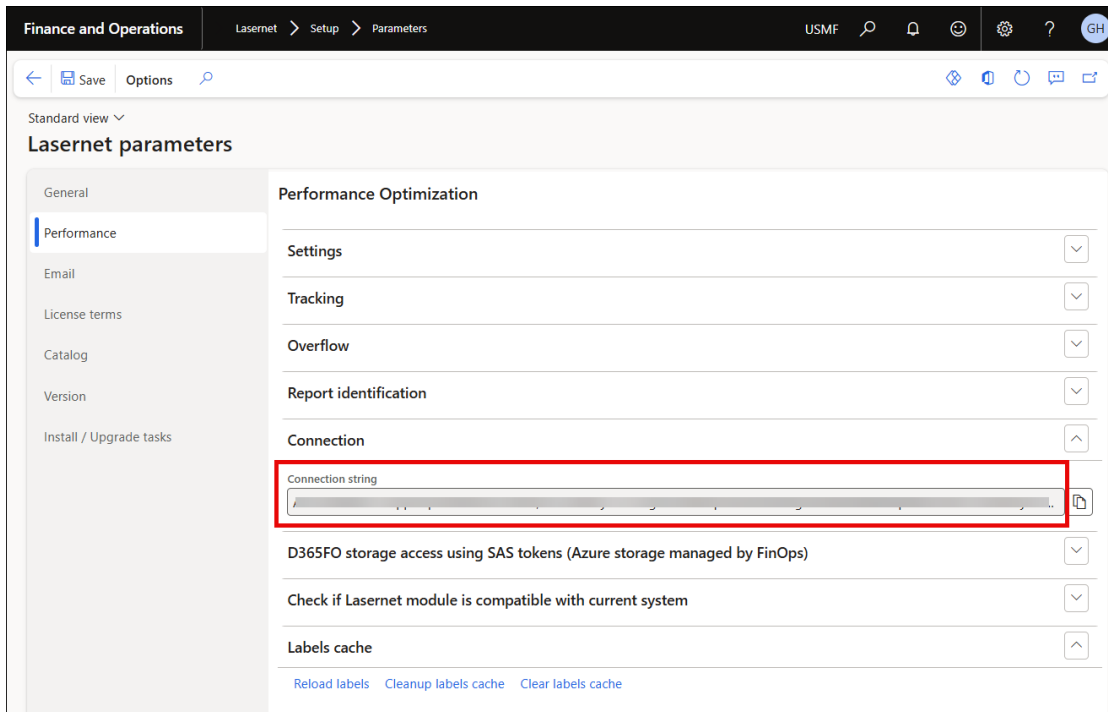 Finance and Operations Lasernet Setup Parameters USMF ? GH
Save Options
Standard view
Lasernet parameters
General
Performance
Email
License terms
Catalog
Version
Install / Upgrade tasks
Performance Optimization
Settings
Tracking
Overflow
Report identification
Connection
Connection string
D365FO storage access using SAS tokens (Azure storage managed by FinOps)
Check if Lasernet module is compatible with current system
Labels cache
Reload labels Cleanup labels cache Clear labels cache